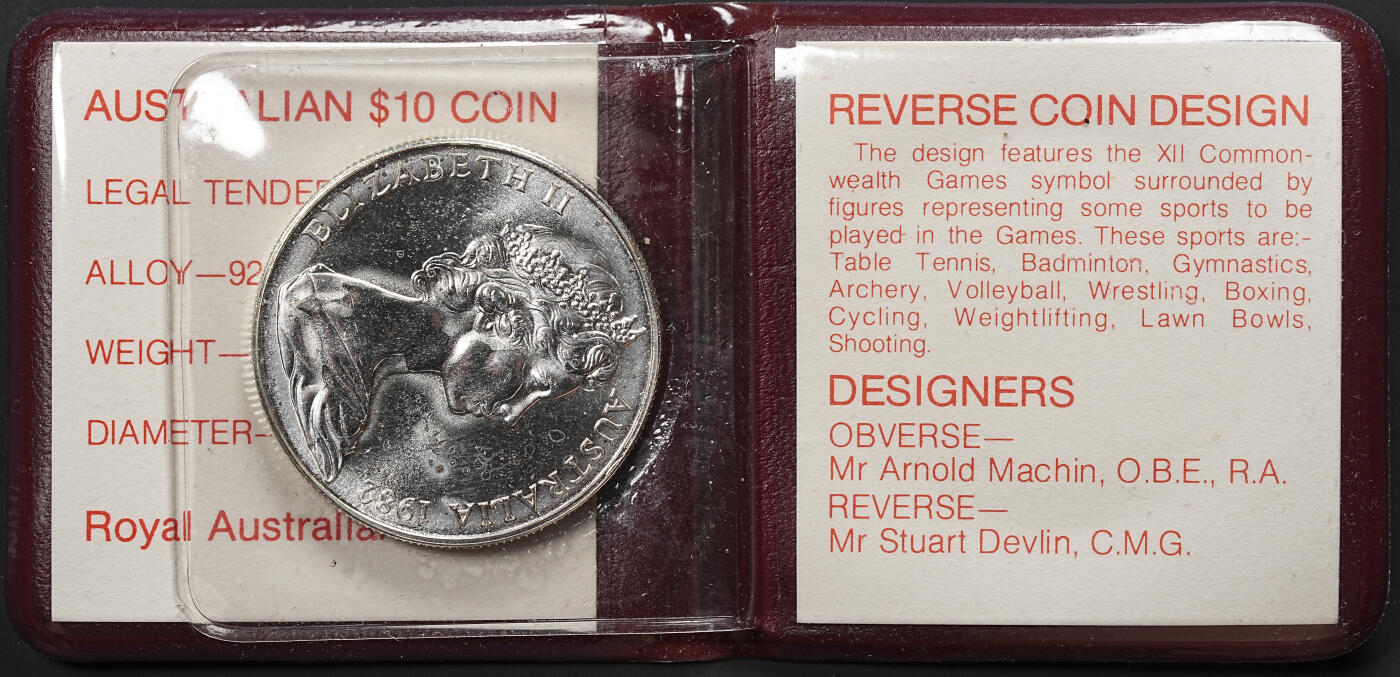 AUSTRALIAN $10 COIN
LEGAL TENDE
ALLOY—92
WEIGHT—
DIAMETER—
Royal Australia
ELIZABETH II
AUSTRALIA 1982
REVERSE COIN DESIGN
The design features the XII Common-
wealth Games symbol surrounded by
figures representing some sports to be
played in the Games. These sports are:-
Table Tennis, Badminton, Gymnastics,
Archery, Volleyball, Wrestling, Boxing,
Cycling, Weightlifting, Lawn Bowls,
Shooting.
DESIGNERS
OBVERSE—
Mr Arnold Machin, O.B.E., R.A.
REVERSE—
Mr Stuart Devlin, C.M.G.